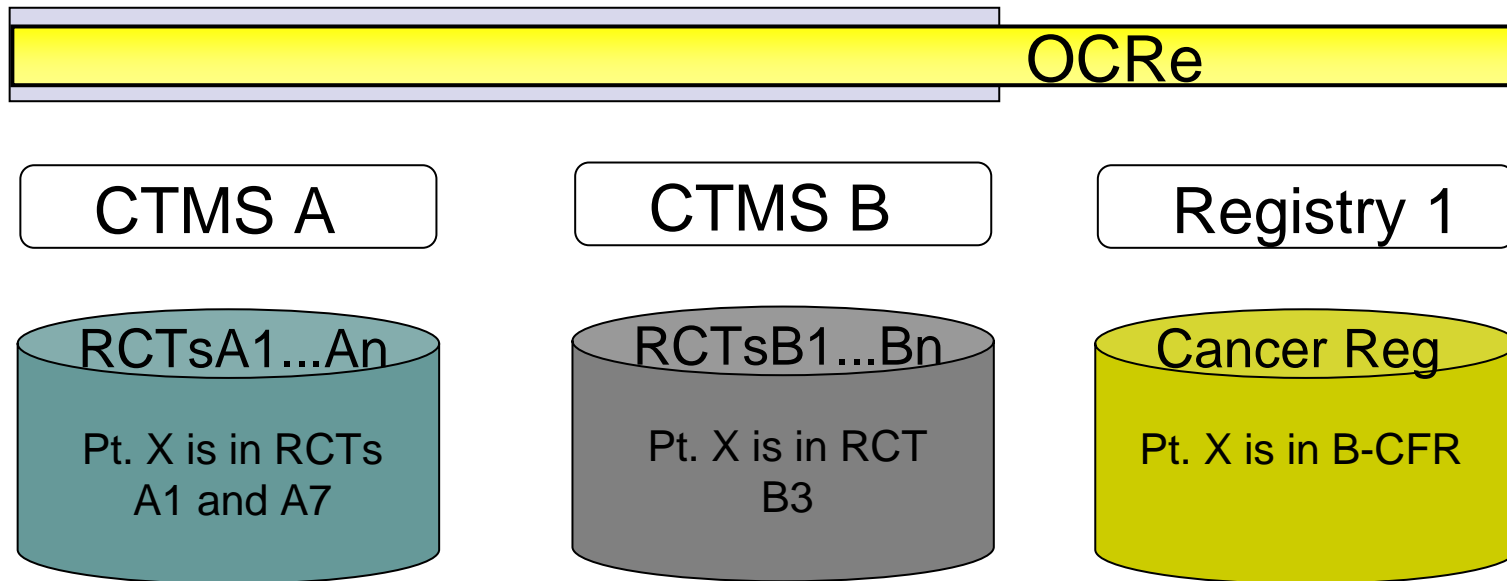 OCRe
CTMS A
CTMS B
Registry 1
RCTsA1...An
RCTsB1...Bn
Cancer Reg
Pt. X is in RCTs
A1 and A7
Pt. X is in RCT
B3
Pt. X is in B-CFR